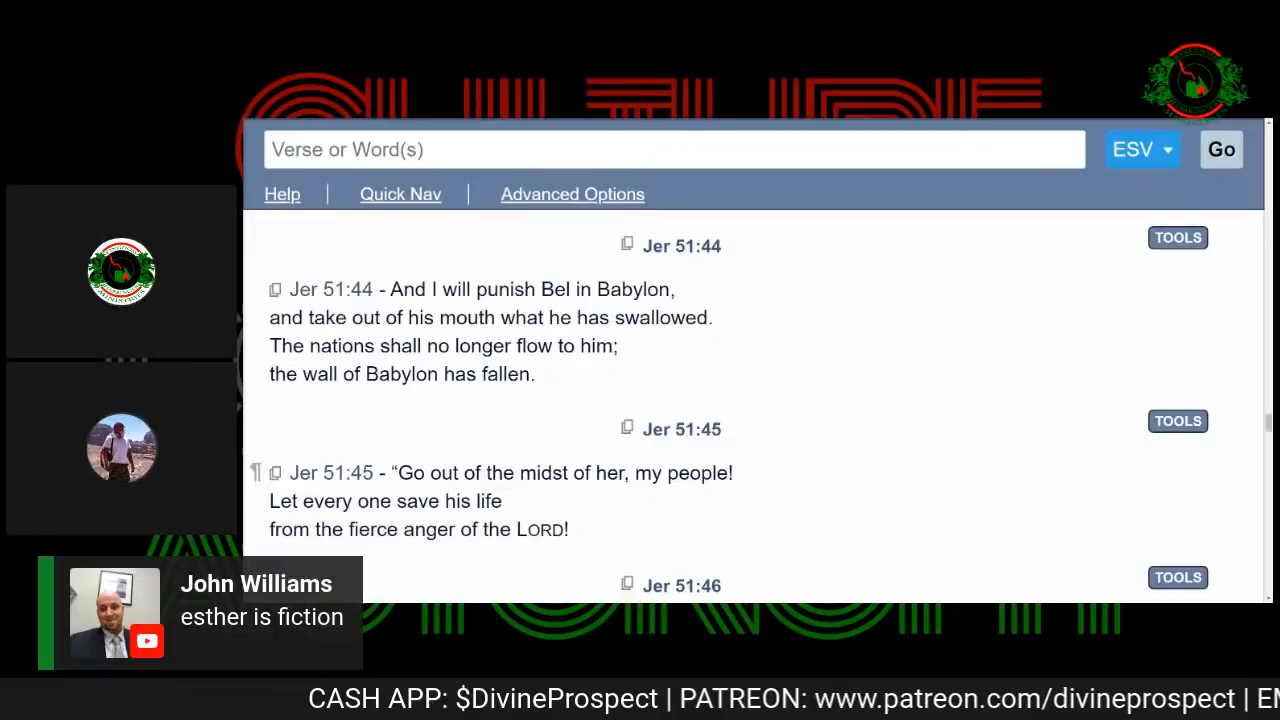 Verse or Word(s)
ESV
Go
Help | Quick Nav | Advanced Options
Jer 51:44
TOOLS
Jer 51:44 - And I will punish Bel in Babylon,
and take out of his mouth what he has swallowed.
The nations shall no longer flow to him;
the wall of Babylon has fallen.
Jer 51:45
TOOLS
¶ Jer 51:45 - “Go out of the midst of her, my people!
Let every one save his life
from the fierce anger of the LORD!
Jer 51:46
TOOLS
MINISTRIES
John Williams
esther is fiction
CASH APP: $DivineProspect | PATREON: www.patreon.com/divineprospect | EM